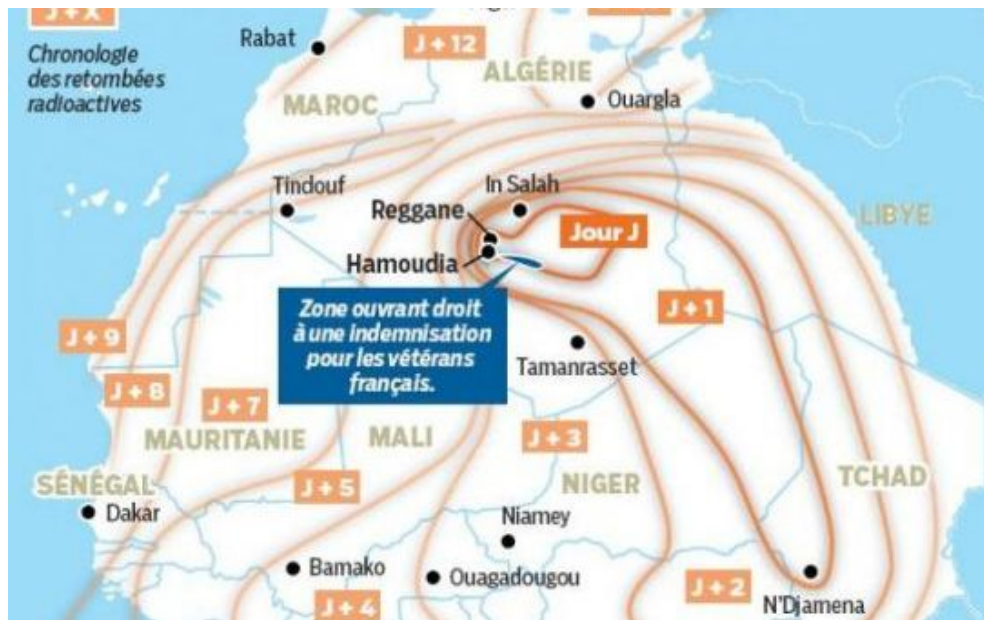 J + X
Chronologie
des retombées
radioactives
Rabat
J + 12
ALGÉRIE
MAROC
Ouargla
Tindouf
In Salah
Reggane
LIBYE
Jour J
Hamoudia
Zone ouvrant droit
à une indemnisation
pour les vétérans
français.
J + 1
J + 9
Tamanrasset
J + 8
J + 7
MAURITANIE
MALI
J + 3
SÉNÉGAL
J + 5
NIGER
TCHAD
Dakar
Niamey
Bamako
Ouagadougou
J + 2
J + 4
N'Djamena